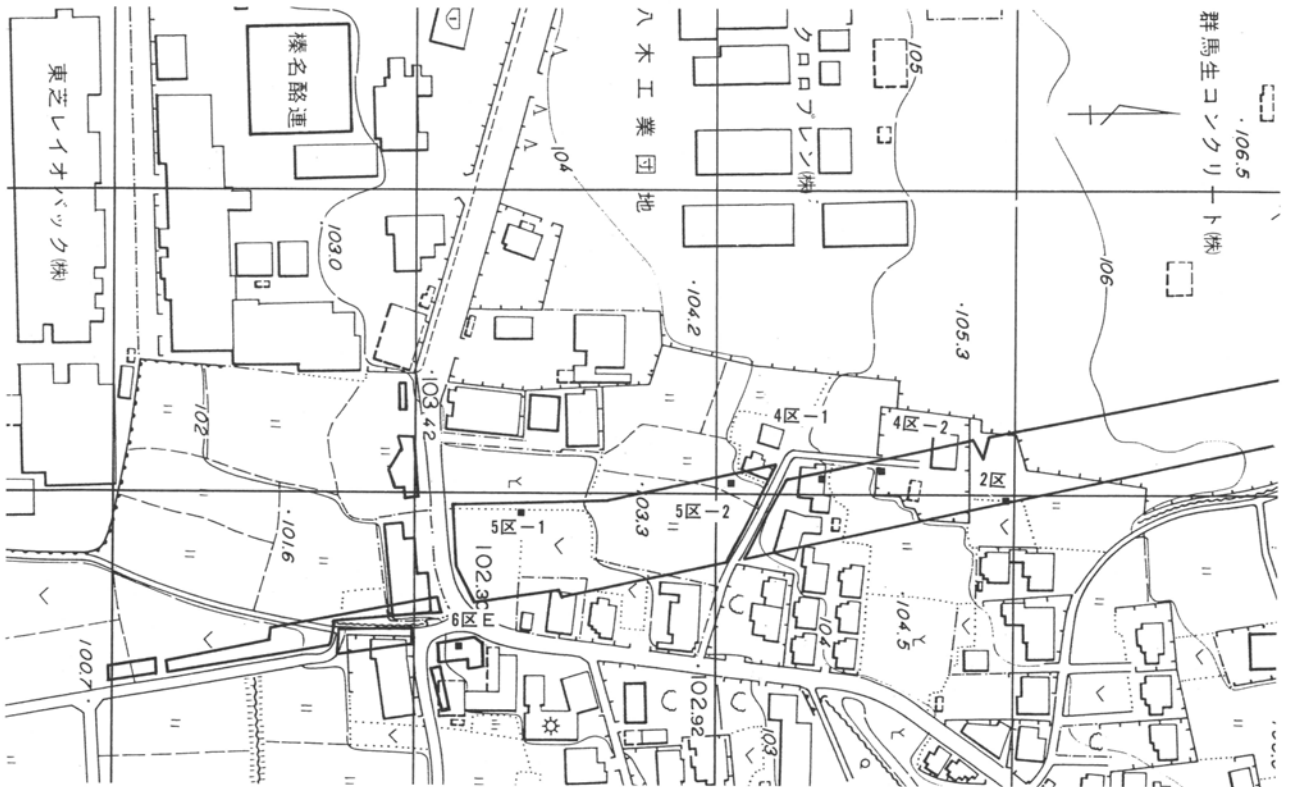 東芝レイオバック(株)
榛名酪連
八木工業団地
クロロプレン(株)
群馬生コンクリート(株)
105
・106.5
104
・103.0
106
・104.2
・105.3
・103.42
102
4区-1
4区-2
2区
5区-1
5区-2
・103.3
・101.6
102.30
6区E
104
・104.5
・100.7
・102.92
103